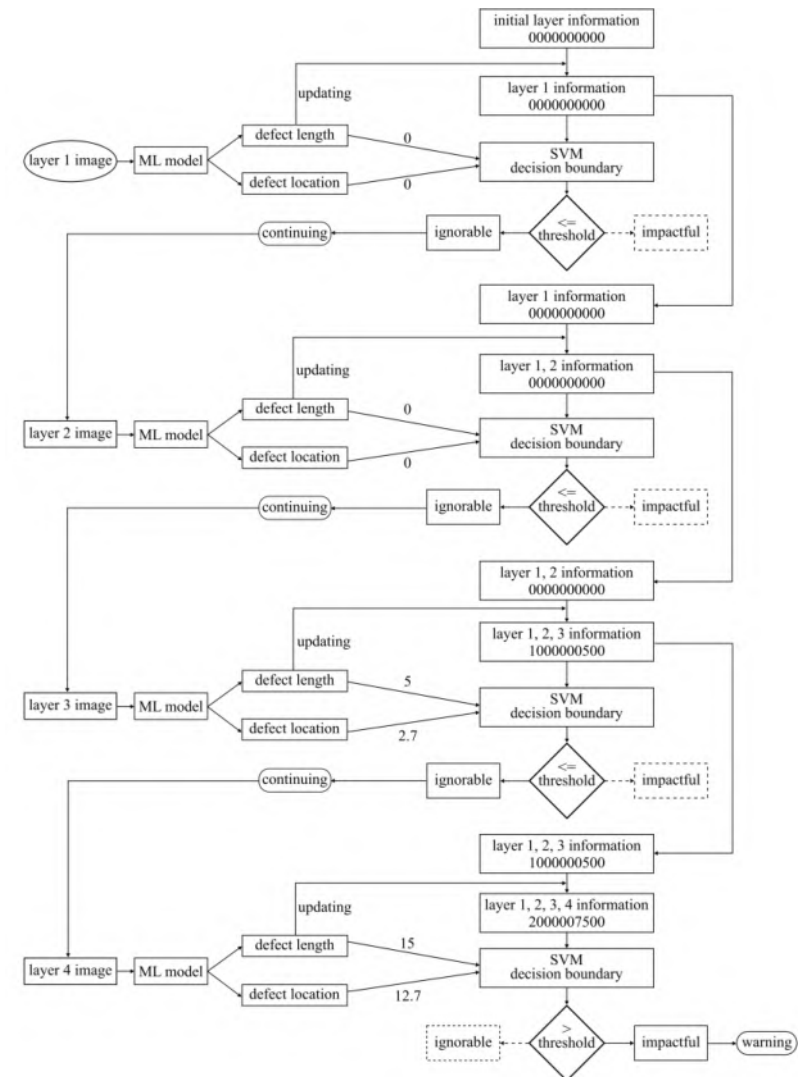 initial layer information
0000000000
updating
layer 1 information
0000000000
defect length
0
layer 1 image
ML model
SVM
decision boundary
defect location
0
continuing
ignorable
<=
threshold
impactful
layer 1 information
0000000000
updating
layer 1, 2 information
0000000000
defect length
0
layer 2 image
ML model
SVM
decision boundary
defect location
0
continuing
ignorable
<=
threshold
impactful
layer 1, 2 information
0000000000
updating
layer 1, 2, 3 information
1000000500
defect length
5
layer 3 image
ML model
SVM
decision boundary
defect location
2.7
continuing
ignorable
<=
threshold
impactful
layer 1, 2, 3 information
1000000500
updating
layer 1, 2, 3, 4 information
2000007500
defect length
15
layer 4 image
ML model
SVM
decision boundary
defect location
12.7
ignorable
>
threshold
impactful
warning